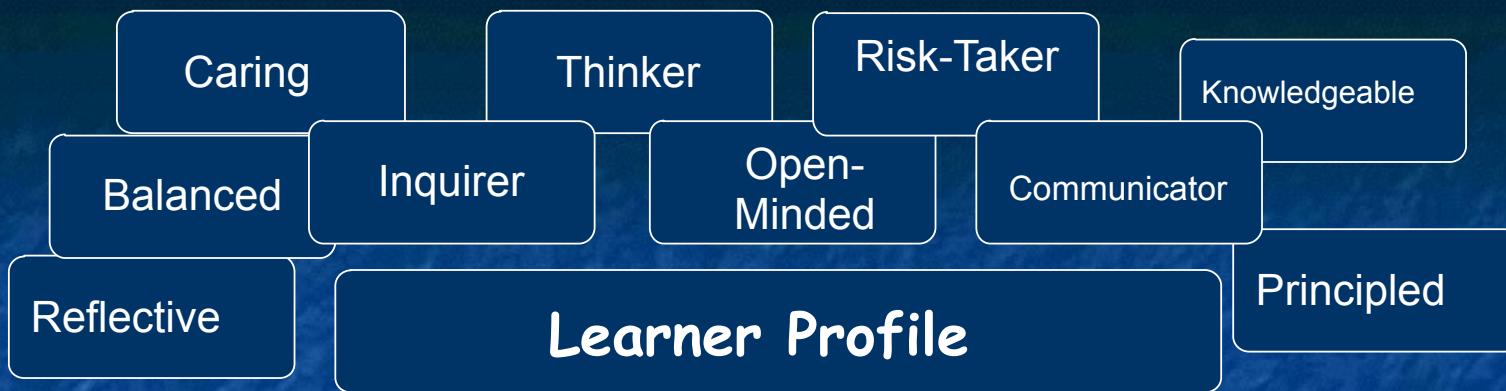 Caring
Thinker
Risk-Taker
Knowledgeable
Balanced
Inquirer
Open-
Minded
Communicator
Reflective
Learner Profile
Principled